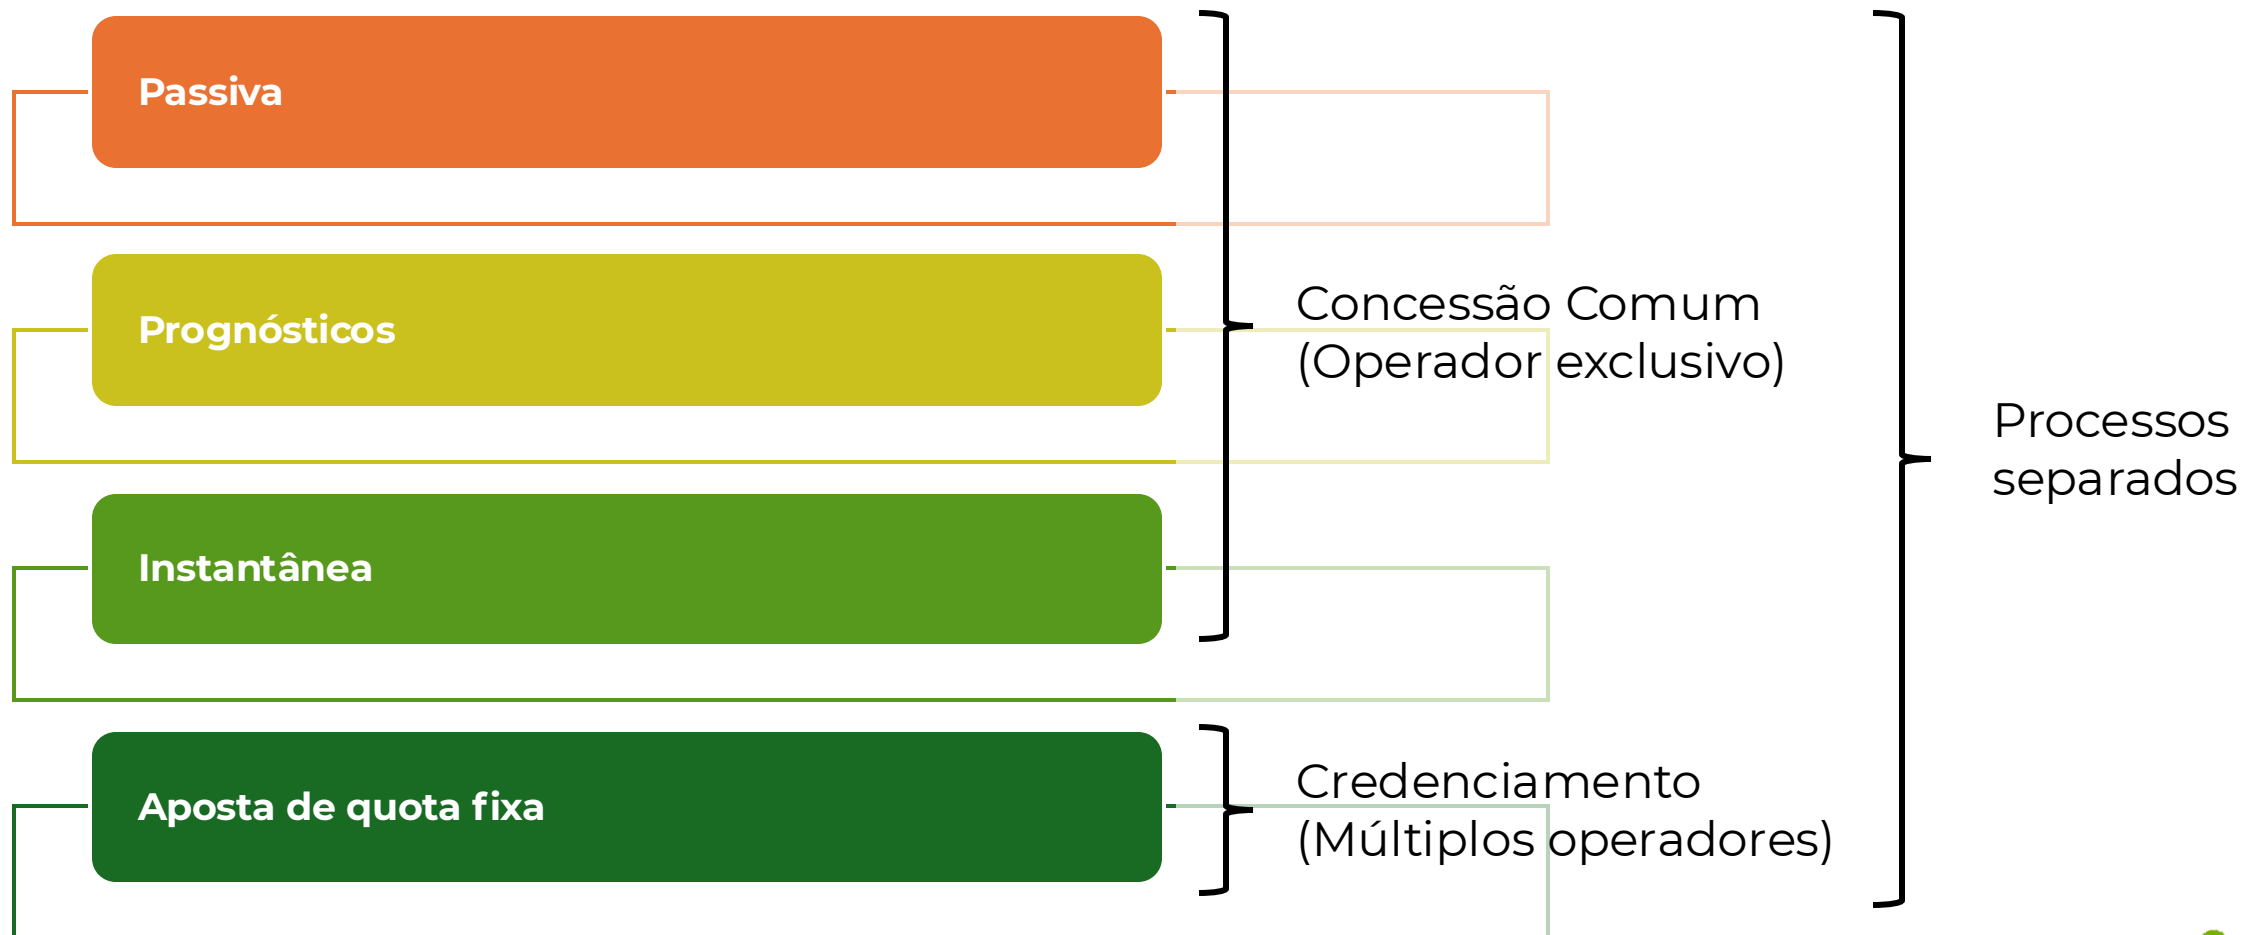 Passiva
Prognósticos
Concessão Comum
(Operador exclusivo)
Processos
separados
Instantânea
Aposta de quota fixa
Credenciamento
(Múltiplos operadores)